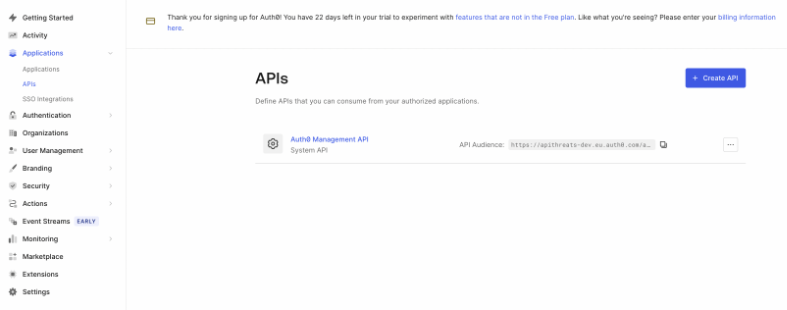 Getting Started
Activity
Applications
Applications
APIs
SSO Integrations
Authentication
Organizations
User Management
Branding
Security
Actions
Event Streams EARLY
Monitoring
Marketplace
Extensions
Settings
Thank you for signing up for Auth0! You have 22 days left in your trial to experiment with features that are not in the Free plan. Like what you're seeing? Please enter your billing information
here.
APIs
+ Create API
Define APIs that you can consume from your authorized applications.
Auth0 Management API
System API
API Audience: https://apithreats-dev.eu.auth0.com/a…